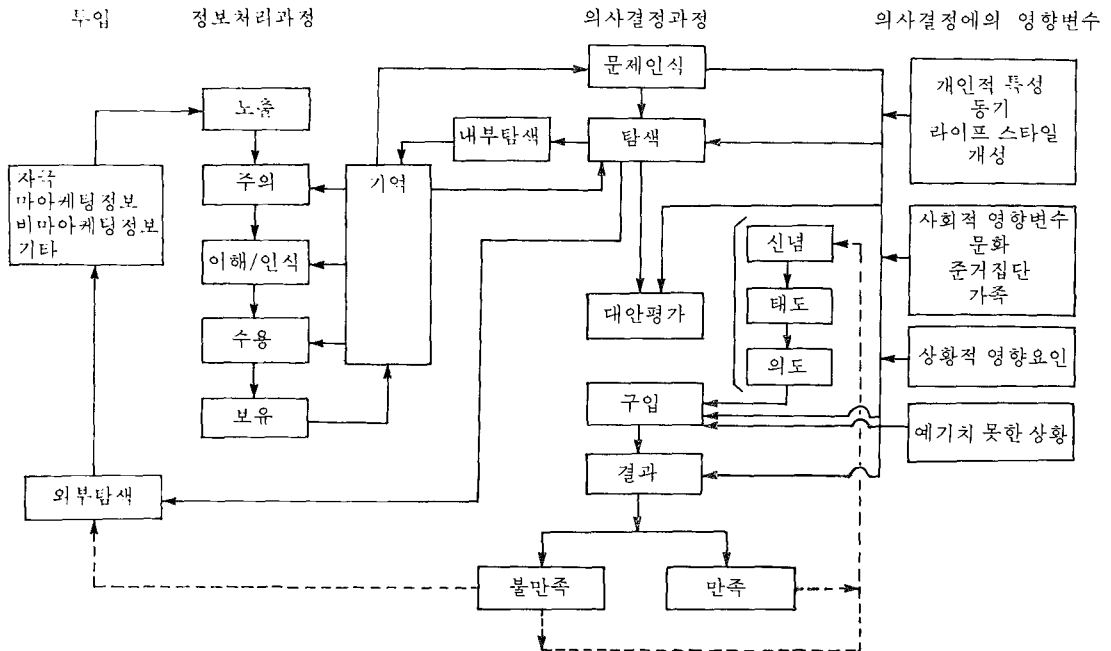 투입
정보처리과정
의사결정과정
의사결정에의 영향변수
노출
주의
이해/인식
수용
보유
자극
마아케팅정보
비마아케팅정보
기타
외부탐색
기억
내부탐색
문제인식
탐색
대안평가
신념
태도
의도
구입
결과
불만족
만족
개인적 특성
동기
라이프 스타일
개성
사회적 영향변수
문화
준거집단
가족
상황적 영향요인
예기치 못한 상황